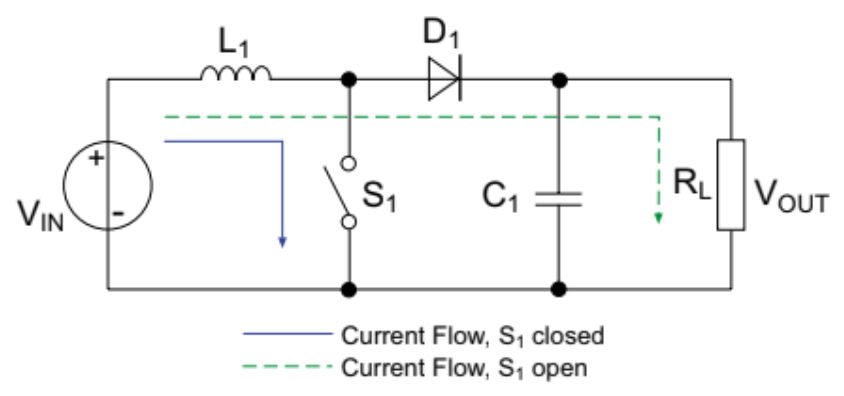 L1
D1
+
-
VIN
S1
C1
RL
VOUT
Current Flow, S1 closed
Current Flow, S1 open